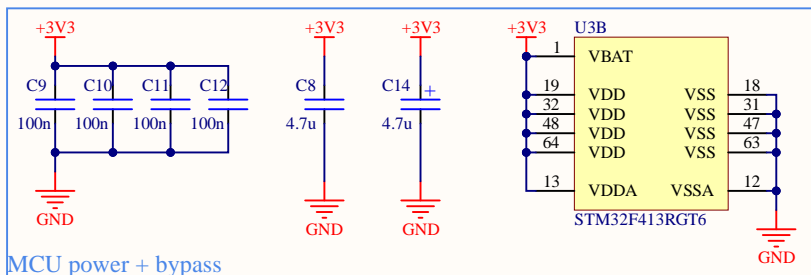 +3V3 +3V3 +3V3 +3V3 U3B
1 VBAT
C9 C10 C11 C12 C8 C14 + 19 VDD VSS 18
32 VDD VSS 31
100n 100n 100n 100n 4.7u 4.7u 48 VDD VSS 47
64 VDD VSS 63
13 VDDA VSSA 12
GND GND GND STM32F413RGT6 GND
MCU power + bypass